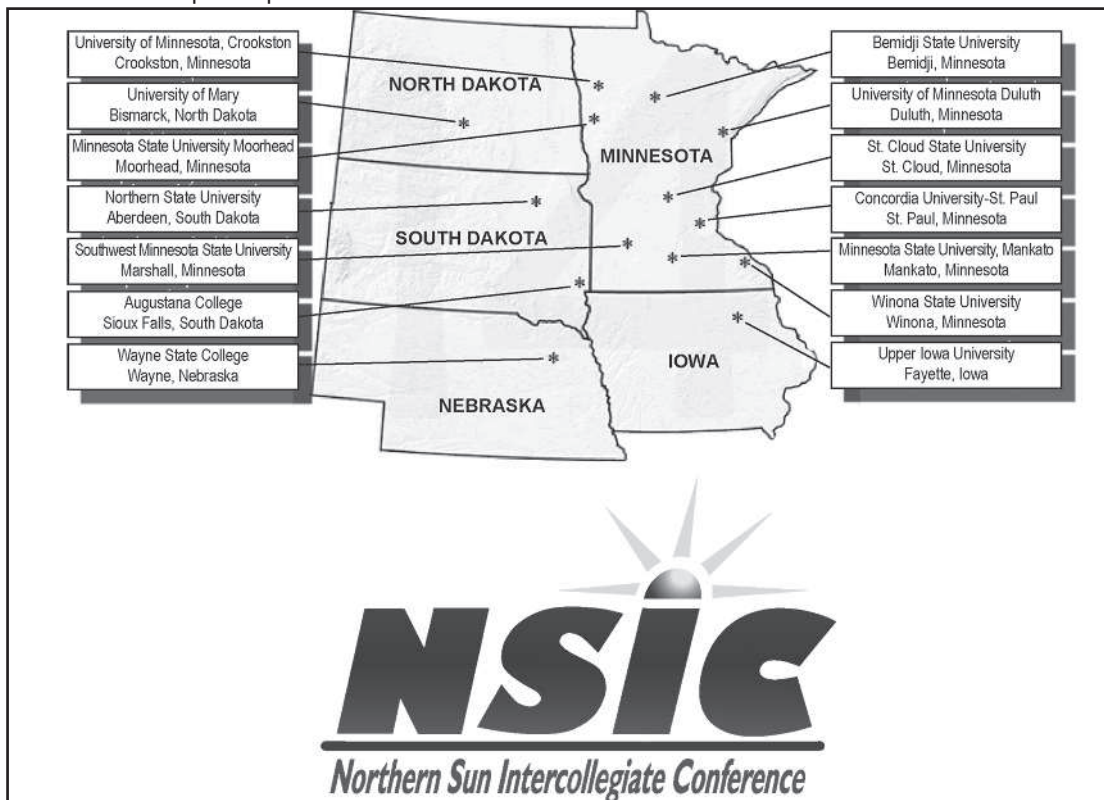 University of Minnesota, Crookston
Crookston, Minnesota
University of Mary
Bismarck, North Dakota
Minnesota State University Moorhead
Moorhead, Minnesota
Northern State University
Aberdeen, South Dakota
Southwest Minnesota State University
Marshall, Minnesota
Augustana College
Sioux Falls, South Dakota
Wayne State College
Wayne, Nebraska
NORTH DAKOTA
MINNESOTA
SOUTH DAKOTA
IOWA
NEBRASKA
Bemidji State University
Bemidji, Minnesota
University of Minnesota Duluth
Duluth, Minnesota
St. Cloud State University
St. Cloud, Minnesota
Concordia University-St. Paul
St. Paul, Minnesota
Minnesota State University, Mankato
Mankato, Minnesota
Winona State University
Winona, Minnesota
Upper Iowa University
Fayette, Iowa
NSIC
Northern Sun Intercollegiate Conference